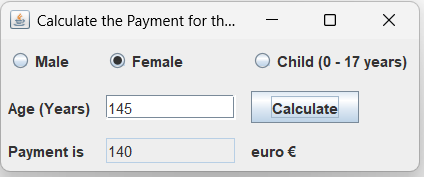 Calculate the Payment for th...
Male Female Child (0 - 17 years)
Age (Years) 145 Calculate
Payment is 140 euro €